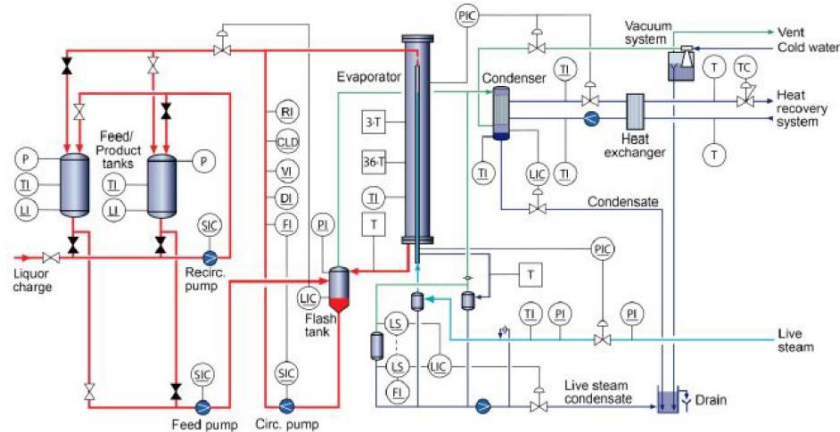 PIC
Vacuum system
Vent
Cold water
Evaporator
Condenser
TI
T
TC
RI
3·T
Heat recovery system
Feed/ Product tanks
CLD
Heat exchanger
P
P
36·T
VI
T
TI
TI
DI
TI
TI
LIC
TI
LI
LI
FI
T
Condensate
SIC
PI
PIC
Liquor charge
Recirc. pump
T
LIC
Flash tank
LS
TI
PI
PI
Live steam
SIC
SIC
LS
LIC
FI
Live steam condensate
Drain
Feed pump
Circ. pump